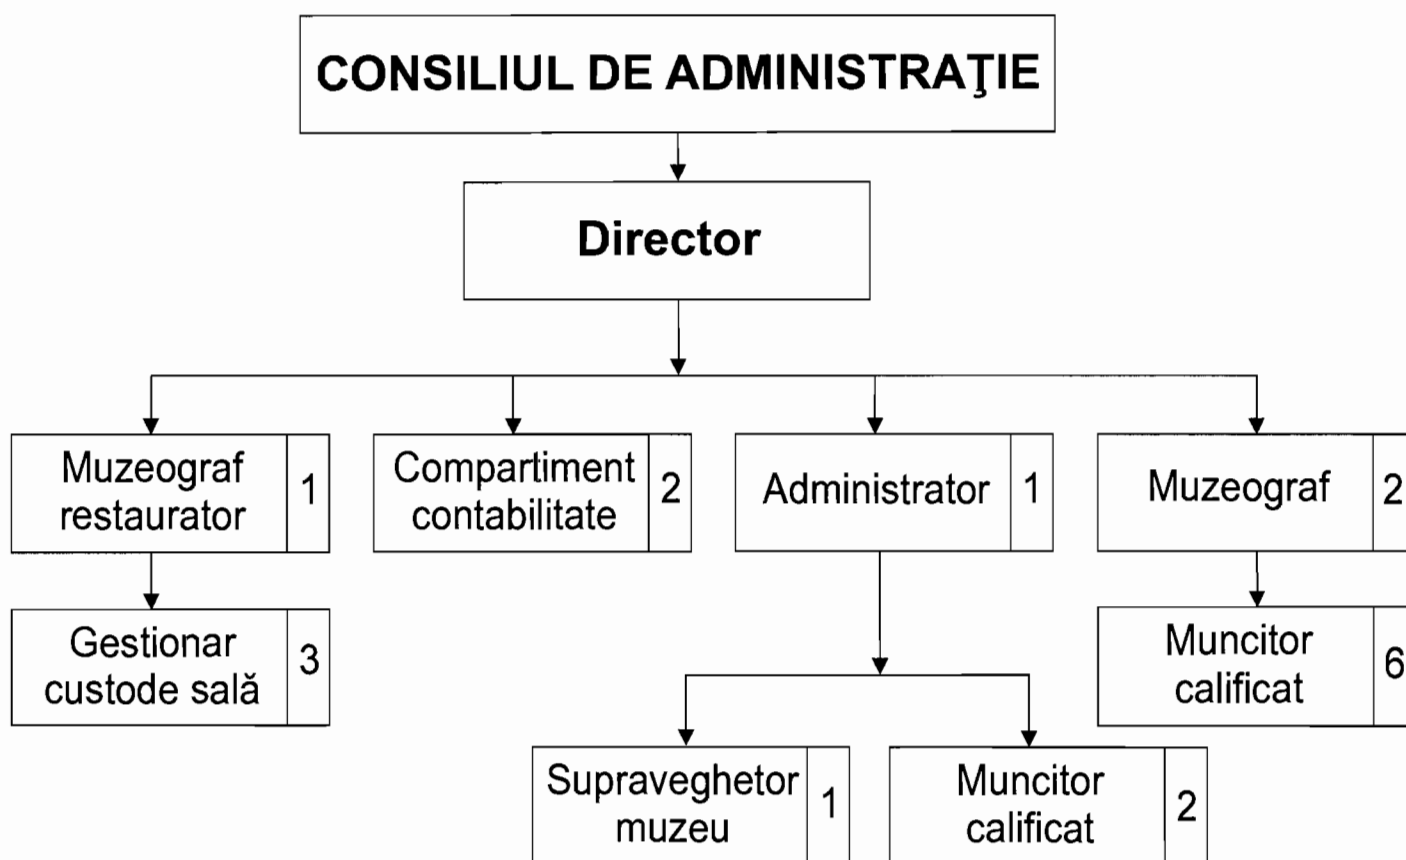 CONSILIUL DE ADMINISTRAŢIE
Director
Muzeograf
restaurator
1
Compartiment
contabilitate
2
Administrator
1
Muzeograf
2
Gestionar
custode sală
3
Muncitor
calificat
6
Supraveghetor
muzeu
1
Muncitor
calificat
2